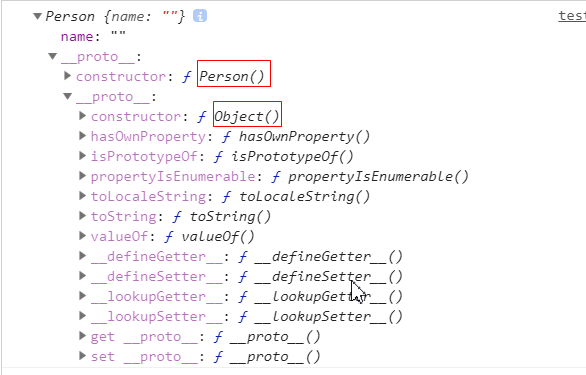 ▼Person {name: ""} i
test
name: ""
▼__proto__:
▶constructor: ƒ Person()
▼__proto__:
▶constructor: ƒ Object()
▶hasOwnProperty: ƒ hasOwnProperty()
▶isPrototypeOf: ƒ isPrototypeOf()
▶propertyIsEnumerable: ƒ propertyIsEnumerable()
▶toLocaleString: ƒ toLocaleString()
▶toString: ƒ toString()
▶valueOf: ƒ valueOf()
▶__defineGetter__: ƒ __defineGetter__()
▶__defineSetter__: ƒ __defineSetter__()
▶__lookupGetter__: ƒ __lookupGetter__()
▶__lookupSetter__: ƒ __lookupSetter__()
▶get __proto__: ƒ __proto__()
▶set __proto__: ƒ __proto__()